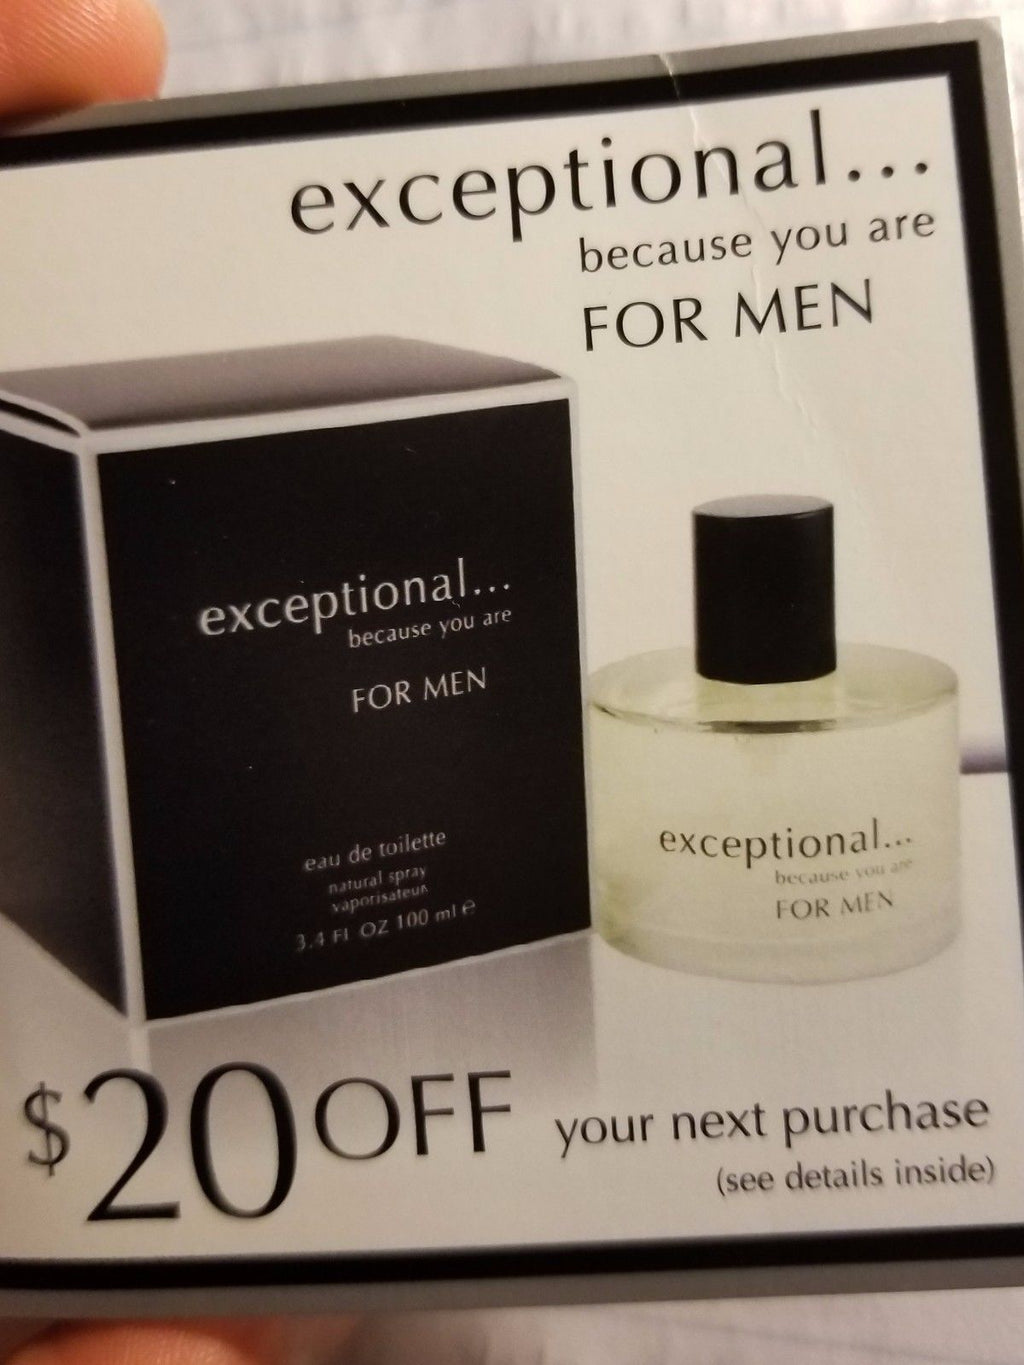 exceptional...
because you are
FOR MEN
exceptional...
because you are
FOR MEN
eau de toilette
natural spray
vaporisateur
3.4 Fl OZ 100 ml e
exceptional...
because you are
FOR MEN
$20 OFF your next purchase
(see details inside)